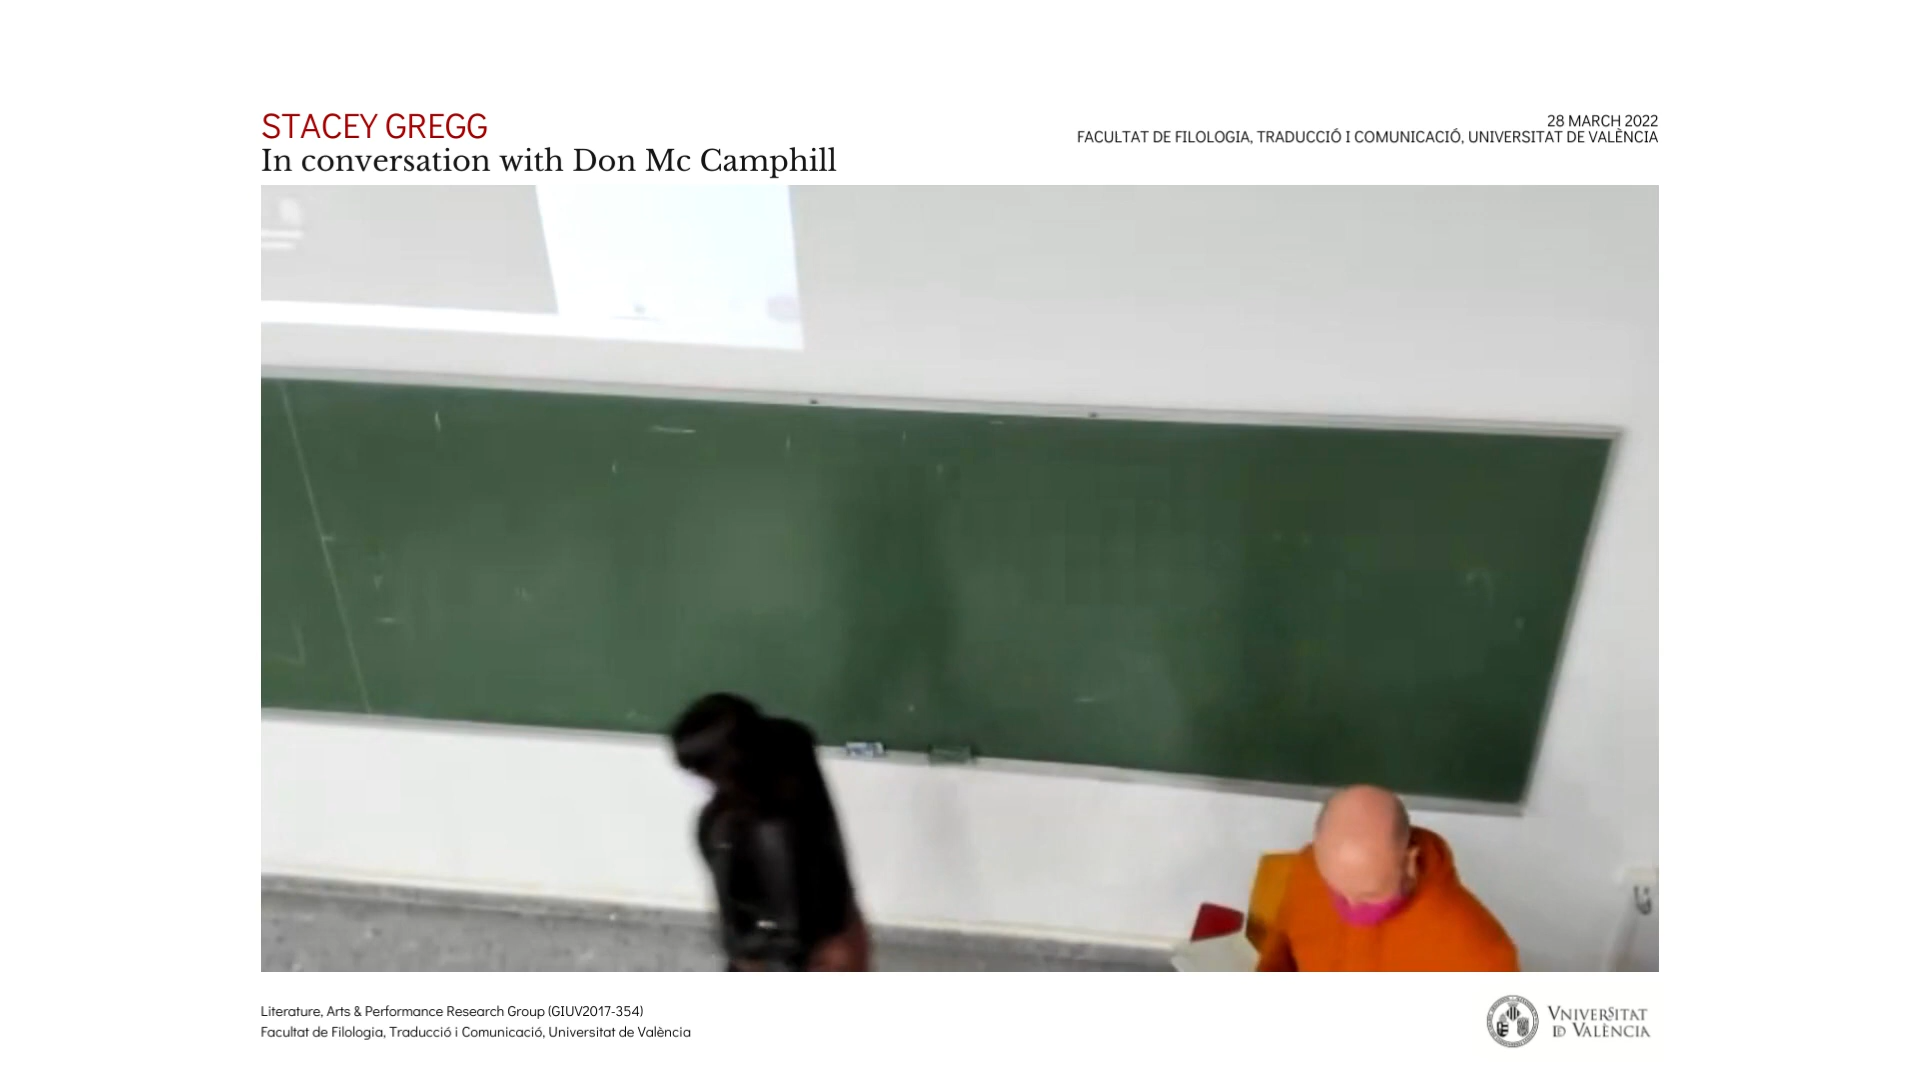 STACEY GREGG
In conversation with Don Mc Camphill
28 MARCH 2022
FACULTAT DE FILOLOGIA, TRADUCCIÓ I COMUNICACIÓ, UNIVERSITAT DE VALÈNCIA
Literature, Arts & Performance Research Group (GIUV2017-354)
Facultat de Filologia, Traducció i Comunicació, Universitat de València
VNIVERSITAT
ID VALÈNCIA